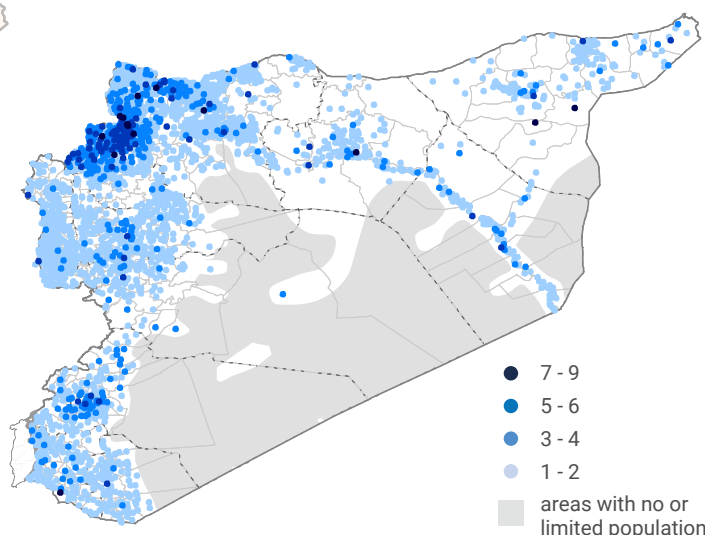 7 - 9
5 - 6
3 - 4
1 - 2
areas with no or
limited population